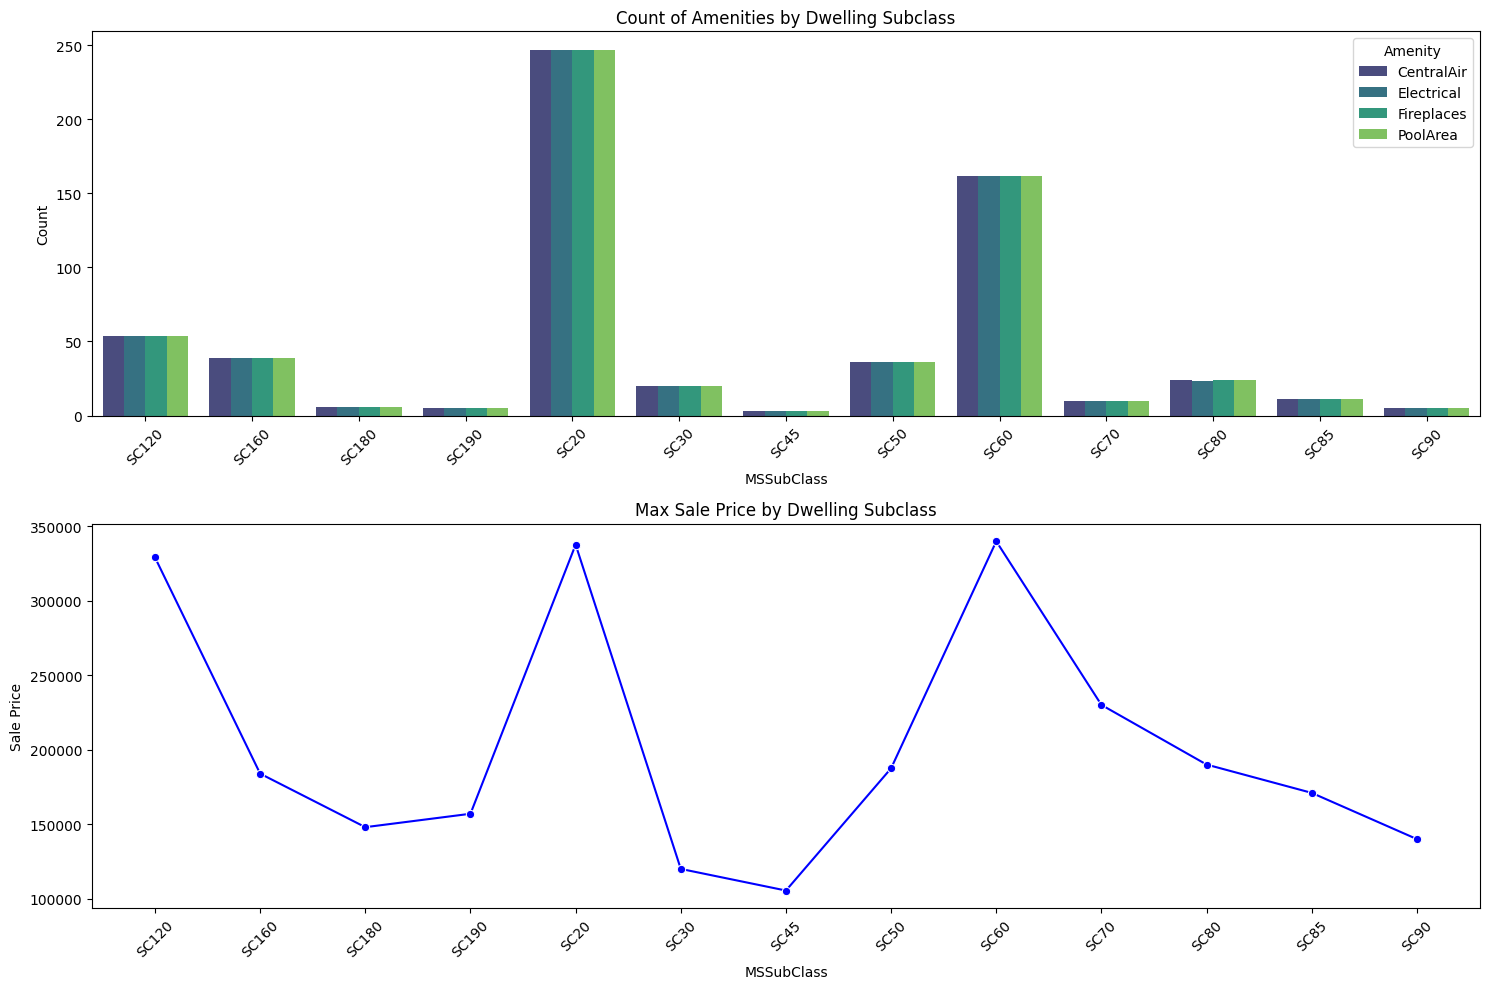 Count of Amenities by Dwelling Subclass
250
200
150
100
50
0
Count
Amenity
CentralAir
Electrical
Fireplaces
PoolArea
SC120 SC160 SC180 SC190 SC20 SC30 SC45 SC50 SC60 SC70 SC80 SC85 SC90
MSSubClass
Max Sale Price by Dwelling Subclass
350000
300000
250000
200000
150000
100000
Sale Price
SC120 SC160 SC180 SC190 SC20 SC30 SC45 SC50 SC60 SC70 SC80 SC85 SC90
MSSubClass